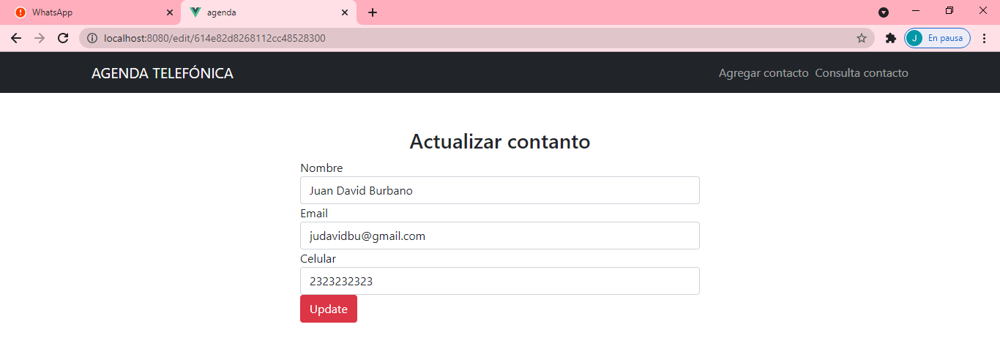 WhatsApp
agenda
localhost:8080/edit/614e82d8268112cc48528300
J En pausa
AGENDA TELEFÓNICA
Agregar contacto Consulta contacto
Actualizar contanto
Nombre
Juan David Burbano
Email
judavidbu@gmail.com
Celular
2323232323
Update